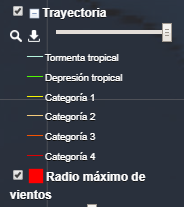 Trayectoria
Tormenta tropical
Depresión tropical
Categoría 1
Categoría 2
Categoría 3
Categoría 4
Radio máximo de
vientos